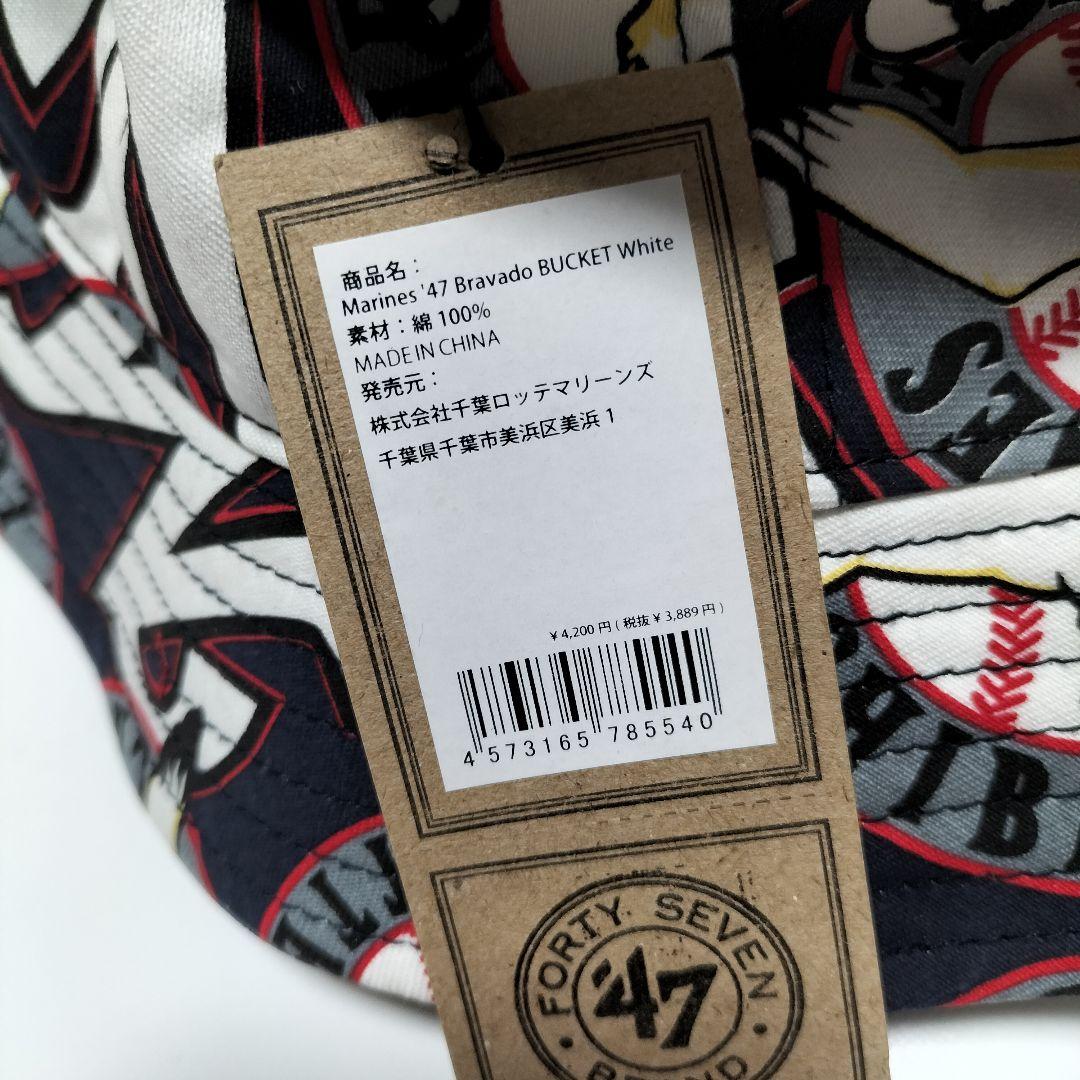 商品名：
Marines '47 Bravado BUCKET White
素材：綿 100%
MADE IN CHINA
発売元：
株式会社千葉ロッテマリーンズ
千葉県千葉市美浜区美浜 1
￥4,200 円 ( 税抜￥ 3,889 円 )
4 573165 785540
FORTY SEVEN
'47
BRAND